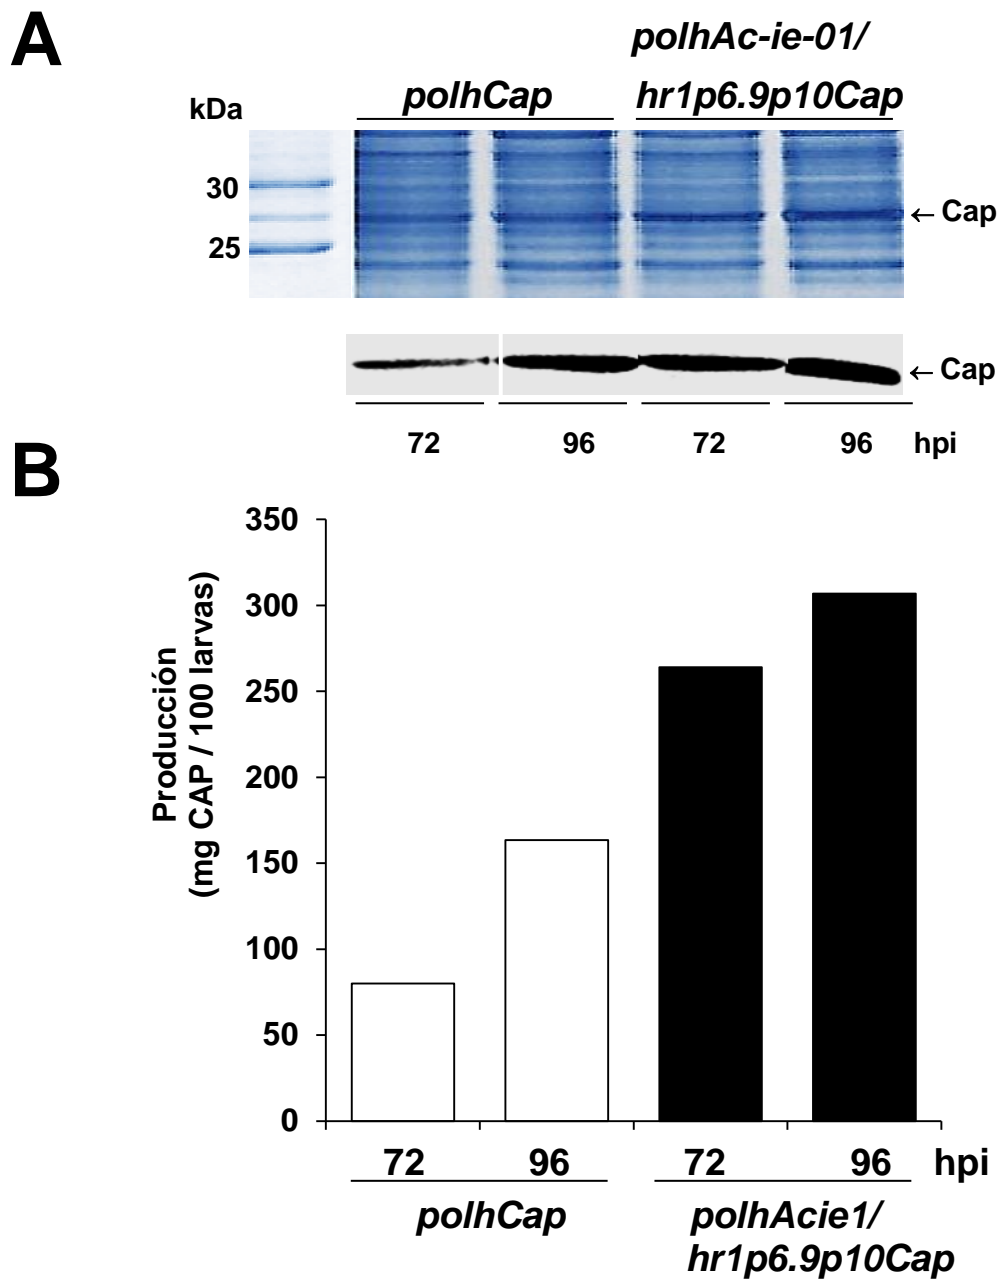 A
polhAc-ie-01/
polhCap hr1p6.9p10Cap
kDa
30
← Cap
25
← Cap
72 96 72 96 hpi
B
350
300
250
200
150
100
50
0
Producción
(mg CAP / 100 larvas)
72 96 72 96 hpi
polhCap polhAcie1/
hr1p6.9p10Cap